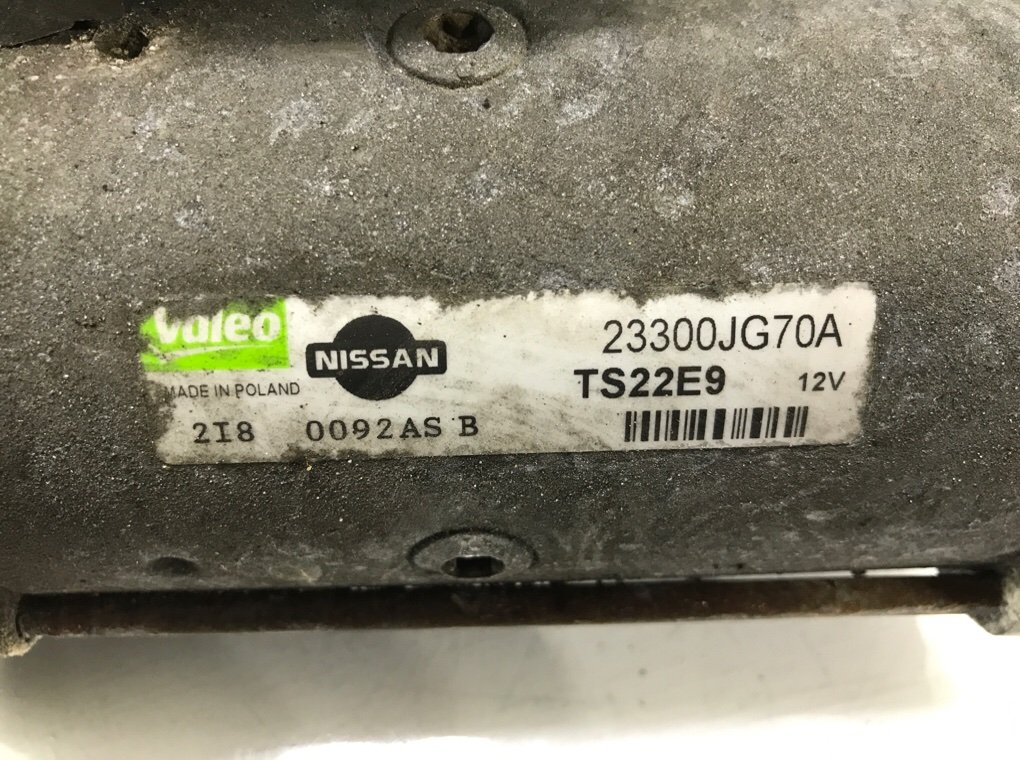 valeo
NISSAN
23300JG70A
MADE IN POLAND
TS22E9 12V
2I8 0092AS B